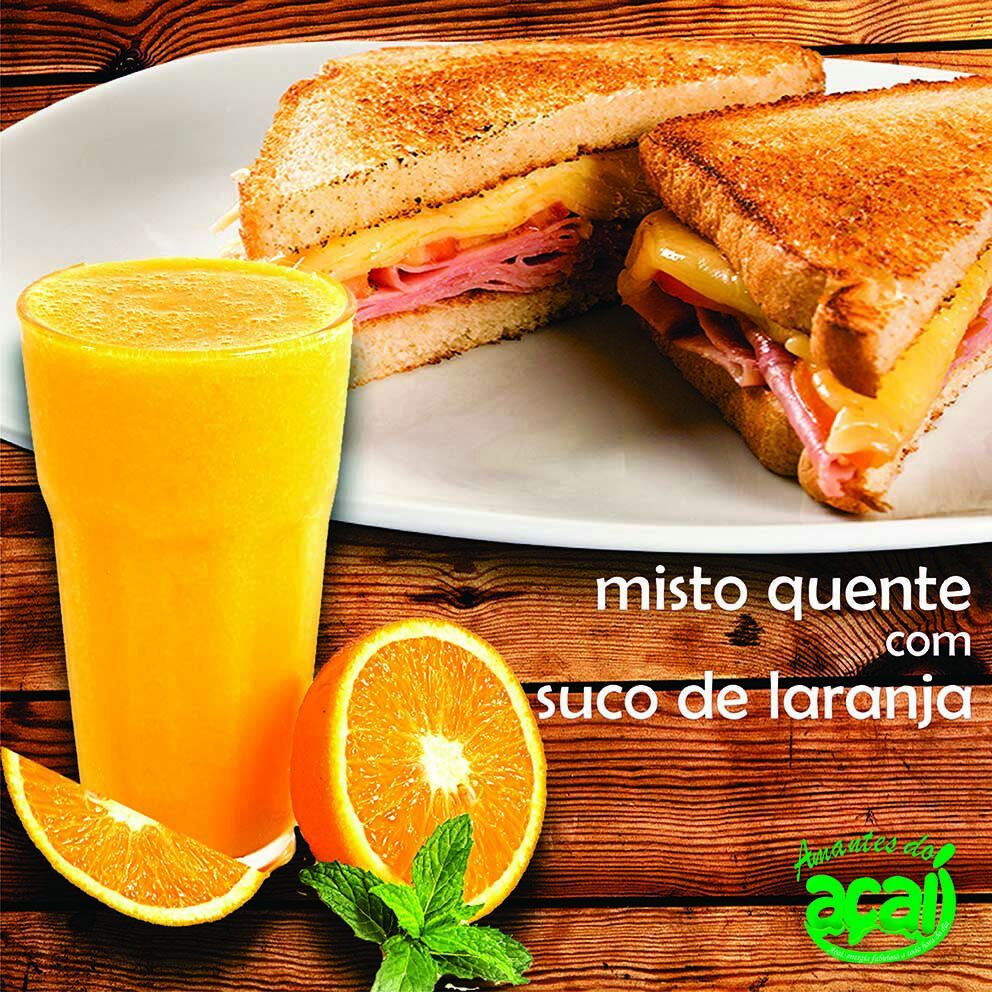 misto quente
com
suco de laranja
Amantes do
açaí